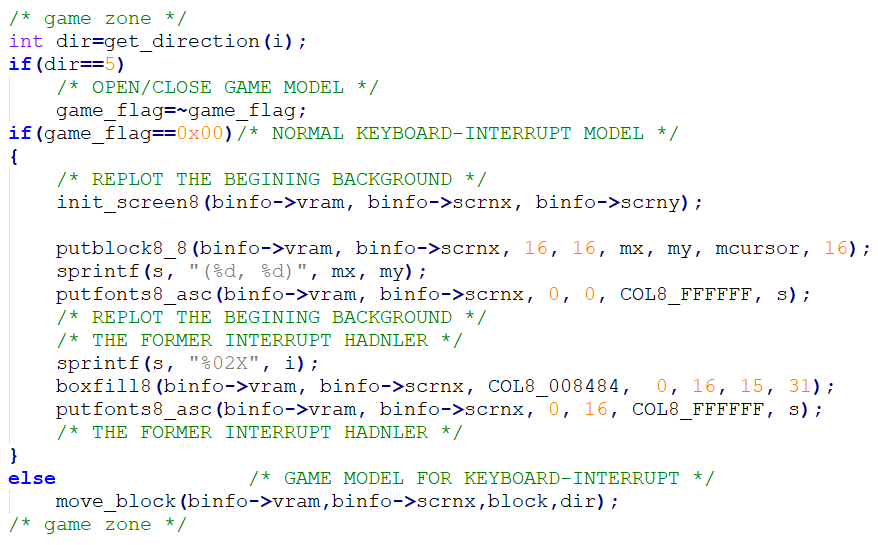 /* game zone */
int dir=get_direction(i);
if(dir==5)
/* OPEN/CLOSE GAME MODEL */
game_flag=~game_flag;
if(game_flag==0x00)/* NORMAL KEYBOARD-INTERRUPT MODEL */
{
/* REPLOT THE BEGINING BACKGROUND */
init_screen8(binfo->vram, binfo->scrnx, binfo->scrny);
putblock8_8(binfo->vram, binfo->scrnx, 16, 16, mx, my, mcursor, 16);
sprintf(s, "(%d, %d)", mx, my);
putfonts8_asc(binfo->vram, binfo->scrnx, 0, 0, COL8_FFFFFF, s);
/* REPLOT THE BEGINING BACKGROUND */
/* THE FORMER INTERRUPT HADNLER */
sprintf(s, "%02X", i);
boxfill8(binfo->vram, binfo->scrnx, COL8_008484, 0, 16, 15, 31);
putfonts8_asc(binfo->vram, binfo->scrnx, 0, 16, COL8_FFFFFF, s);
/* THE FORMER INTERRUPT HADNLER */
}
else /* GAME MODEL FOR KEYBOARD-INTERRUPT */
move_block(binfo->vram,binfo->scrnx,block,dir);
/* game zone */